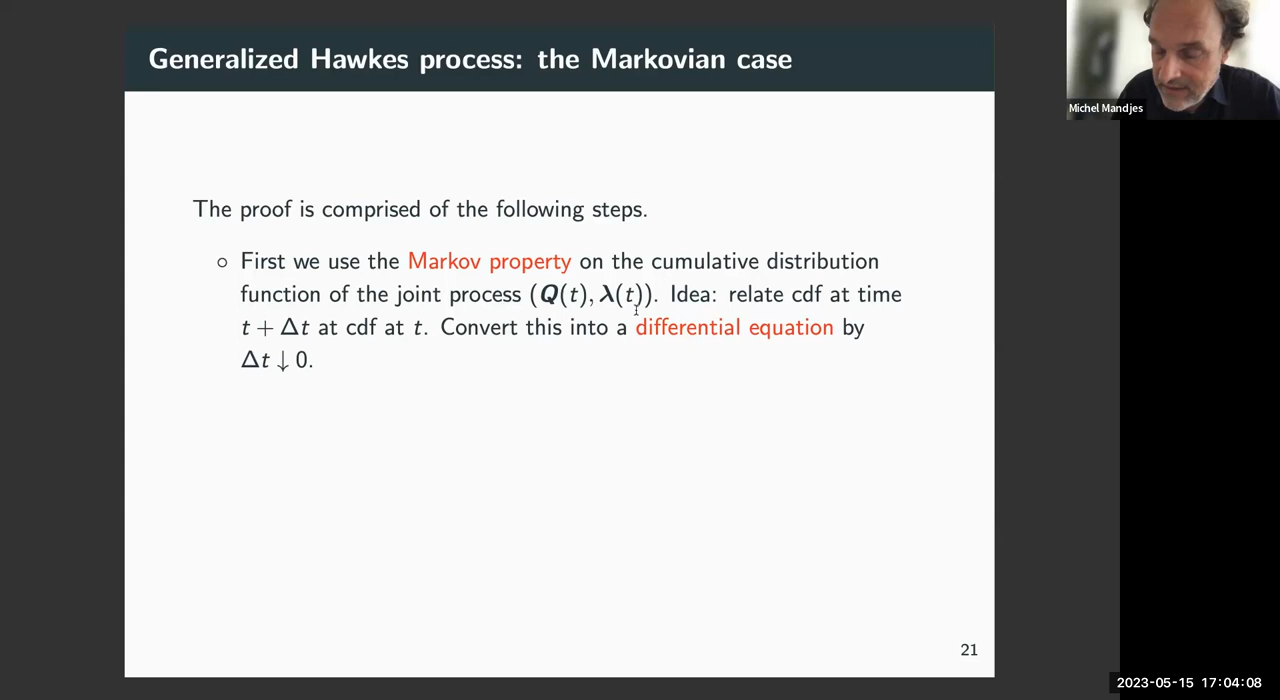 Generalized Hawkes process: the Markovian case
Michel Mandjes
The proof is comprised of the following steps.
○ First we use the Markov property on the cumulative distribution
function of the joint process (Q(t), λ(t)). Idea: relate cdf at time
t + Δt at cdf at t. Convert this into a differential equation by
Δt ↓ 0.
21
2023-05-15 17:04:08